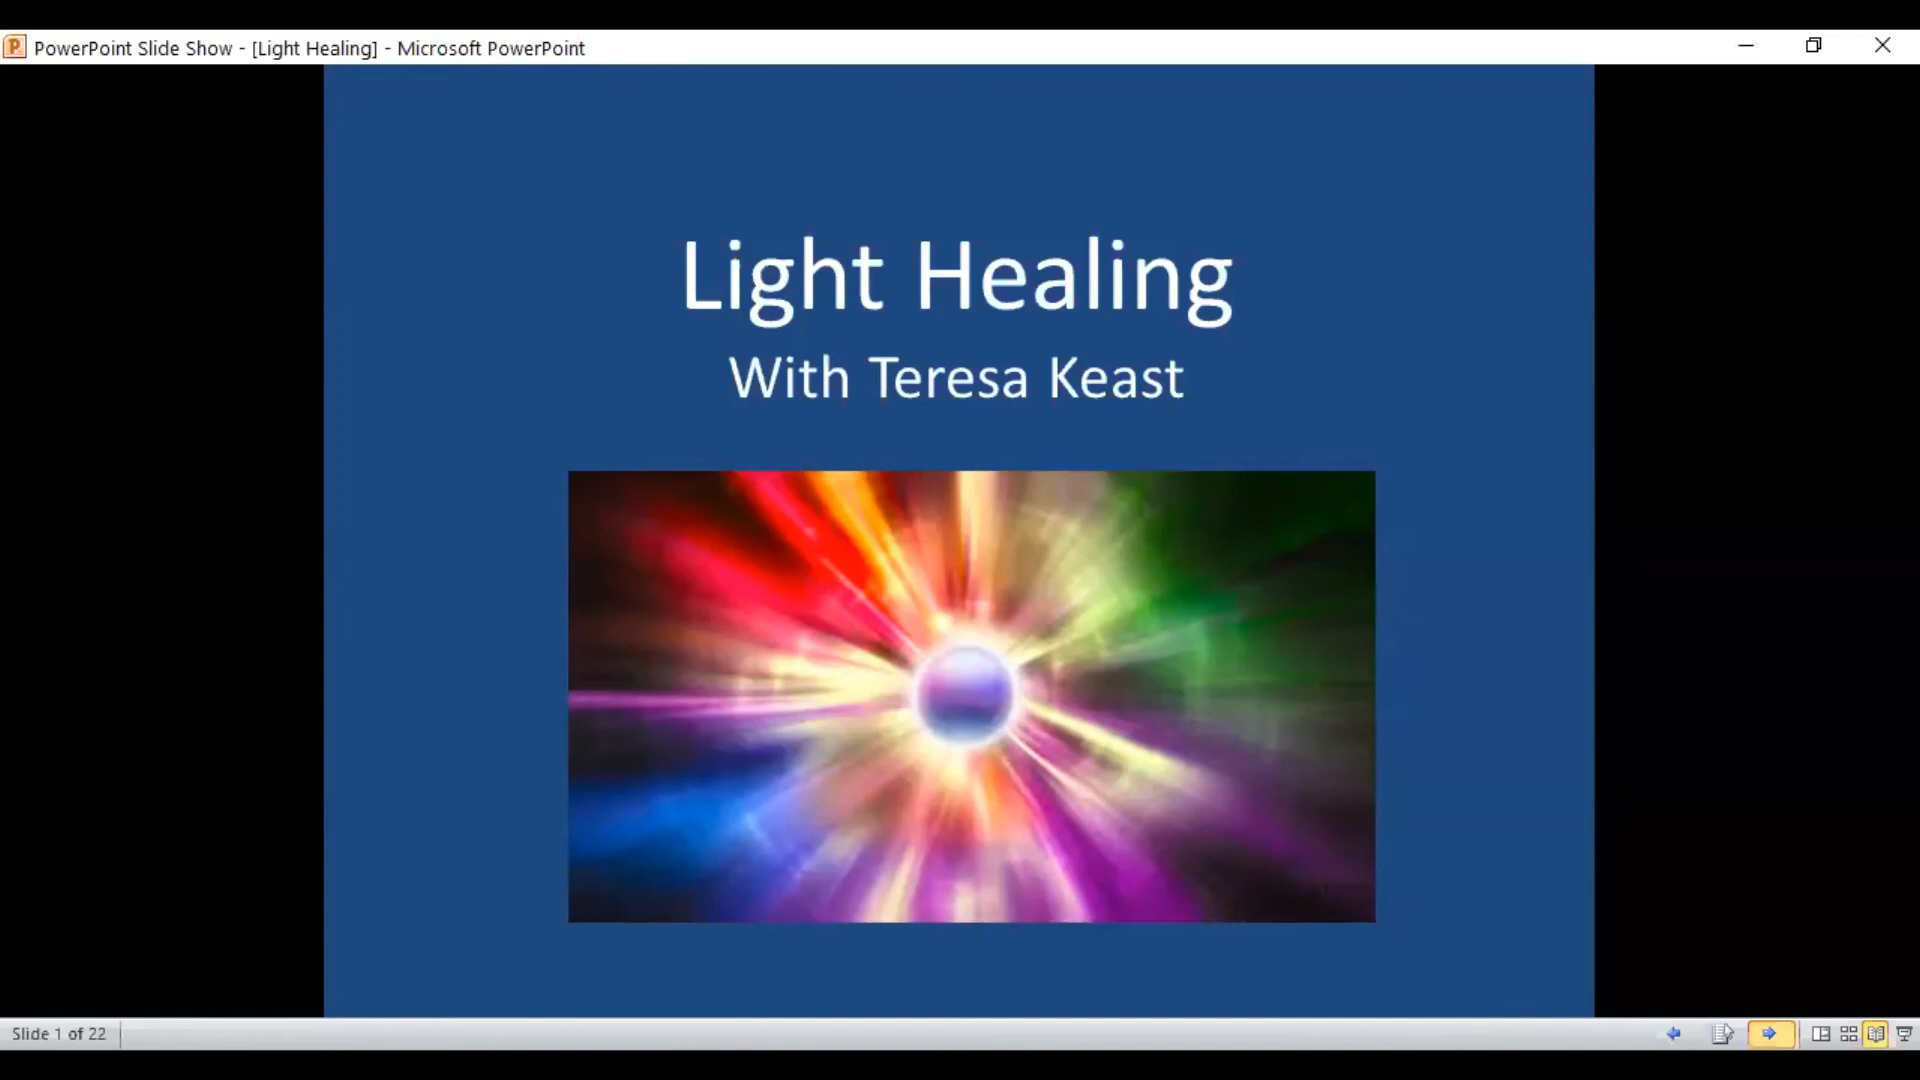 PowerPoint Slide Show - [Light Healing] - Microsoft PowerPoint
Light Healing
With Teresa Keast
Slide 1 of 22